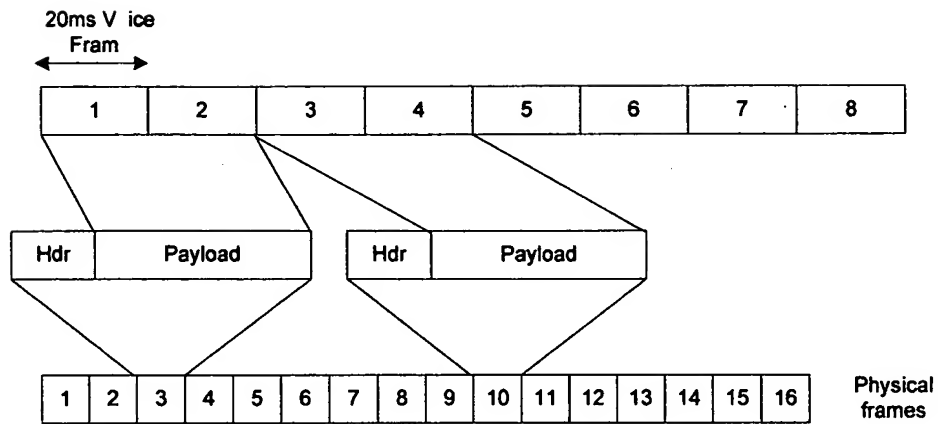 20ms V ice
Fram
1 2 3 4 5 6 7 8
Hdr Payload Hdr Payload
1 2 3 4 5 6 7 8 9 10 11 12 13 14 15 16
Physical
frames